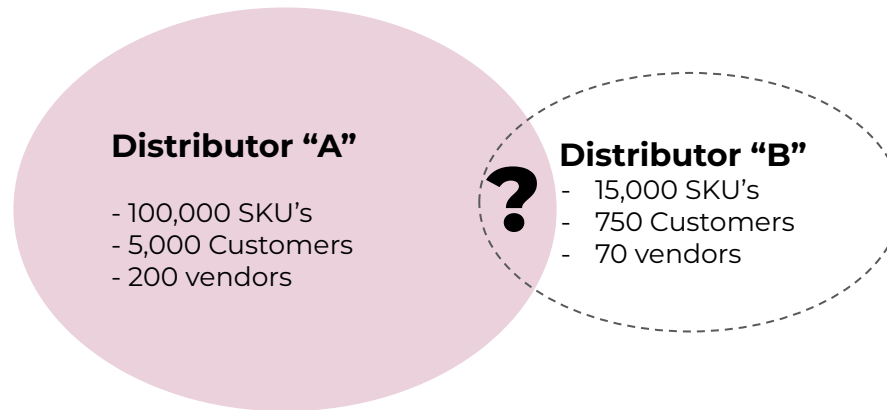 Distributor “A”
- 100,000 SKU’s
- 5,000 Customers
- 200 vendors
?
Distributor “B”
- 15,000 SKU’s
- 750 Customers
- 70 vendors